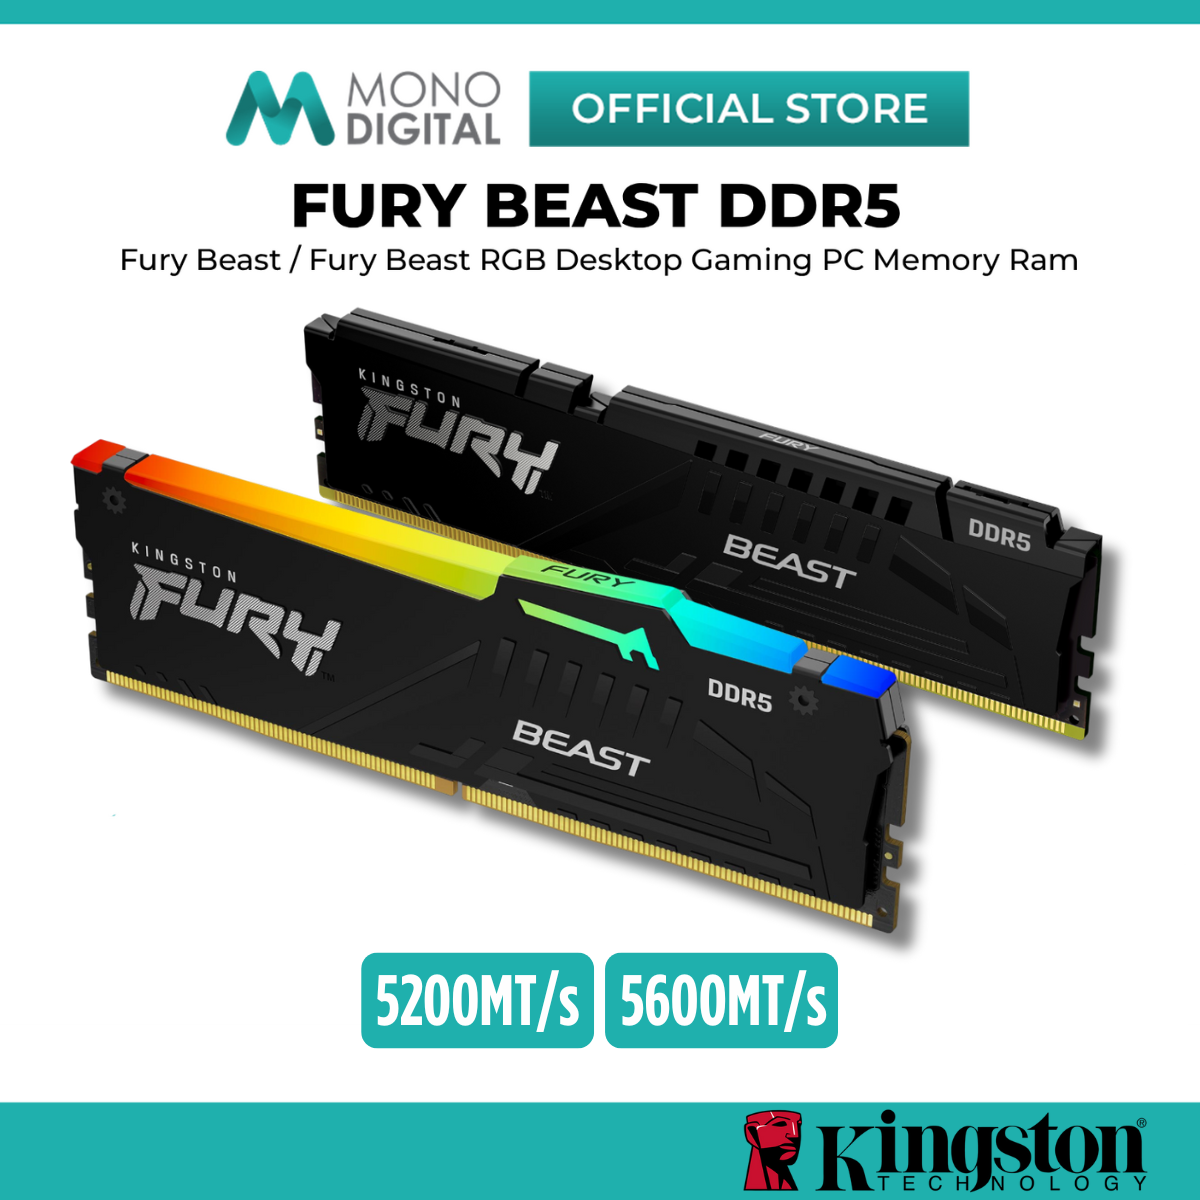 MONO
DIGITAL
OFFICIAL STORE
FURY BEAST DDR5
Fury Beast / Fury Beast RGB Desktop Gaming PC Memory Ram
KINGSTON
FURY
FURY
BEAST
DDR5
KINGSTON
FURY
™
FURY
BEAST
DDR5
5200MT/s
5600MT/s
Kingston®
TECHNOLOGY